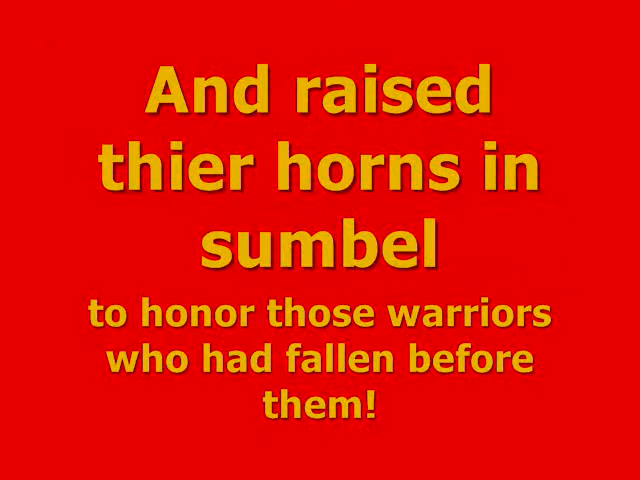 And raised
thier horns in
sumbel
to honor those warriors
who had fallen before
them!